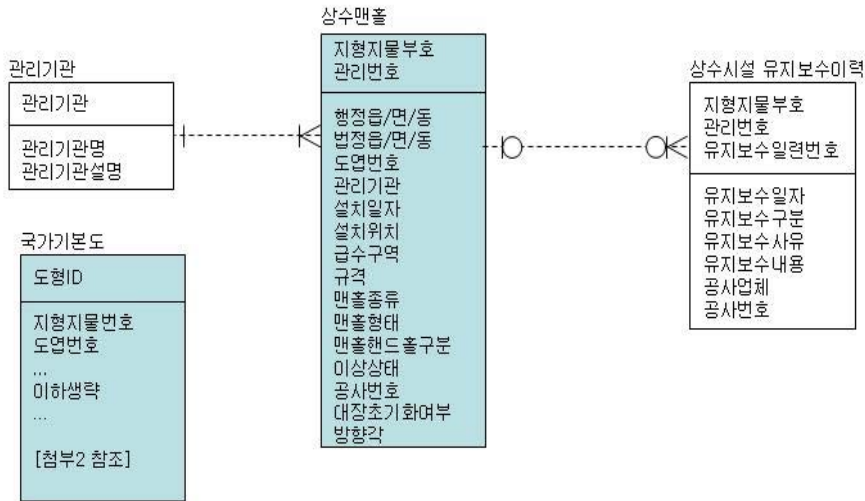 관리기관
관리기관
관리기관명
관리기관설명
국가기본도
도형ID
지형지물번호
도엽번호
...
이하생략
...
[첨부2 참조]
상수맨홀
지형지물부호
관리번호
행정읍/면/동
법정읍/면/동
도엽번호
관리기관
설치일자
설치위치
급수구역
규격
맨홀종류
맨홀형태
맨홀핸드홀구분
이상상태
공사번호
대장초기화여부
방향각
상수시설 유지보수이력
지형지물부호
관리번호
유지보수일련번호
유지보수일자
유지보수구분
유지보수사유
유지보수내용
공사업체
공사번호